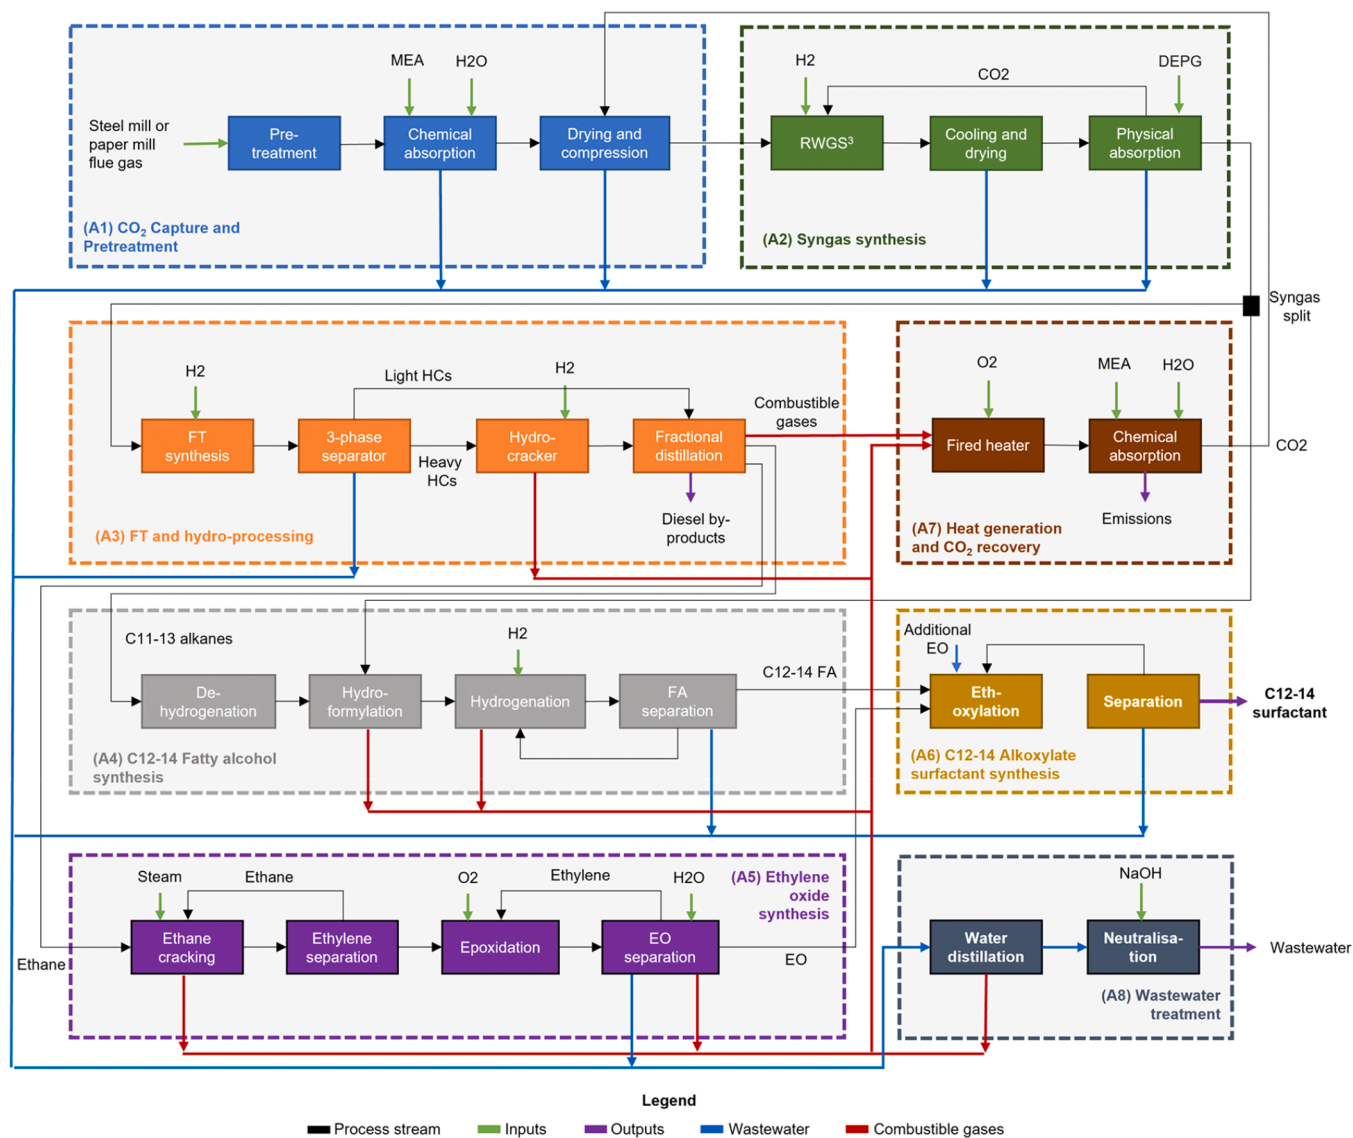 MEA
H2O
H2
CO2
DEPG
Steel mill or
paper mill
flue gas
Pre-
treatment
Chemical
absorption
Drying and
compression
RWGS³
Cooling and
drying
Physical
absorption
(A1) CO₂ Capture and
Pretreatment
(A2) Syngas synthesis
Syngas
split
H2
Light HCs
H2
Combustible
gases
O2
MEA
H2O
FT
synthesis
3-phase
separator
Heavy
HCs
Hydro-
cracker
Fractional
distillation
Fired heater
Chemical
absorption
CO2
Diesel by-
products
Emissions
(A3) FT and hydro-processing
(A7) Heat generation
and CO₂ recovery
C11-13 alkanes
H2
C12-14 FA
Additional
EO
De-
hydrogenation
Hydro-
formylation
Hydrogenation
FA
separation
Eth-
oxylation
Separation
C12-14
surfactant
(A4) C12-14 Fatty alcohol
synthesis
(A6) C12-14 Alkoxylate
surfactant synthesis
Steam
Ethane
O2
Ethylene
H2O
(A5) Ethylene
oxide
synthesis
NaOH
Ethane
Ethane
cracking
Ethylene
separation
Epoxidation
EO
separation
EO
Water
distillation
Neutralisa-
tion
Wastewater
(A8) Wastewater
treatment
Legend
Process stream
Inputs
Outputs
Wastewater
Combustible gases